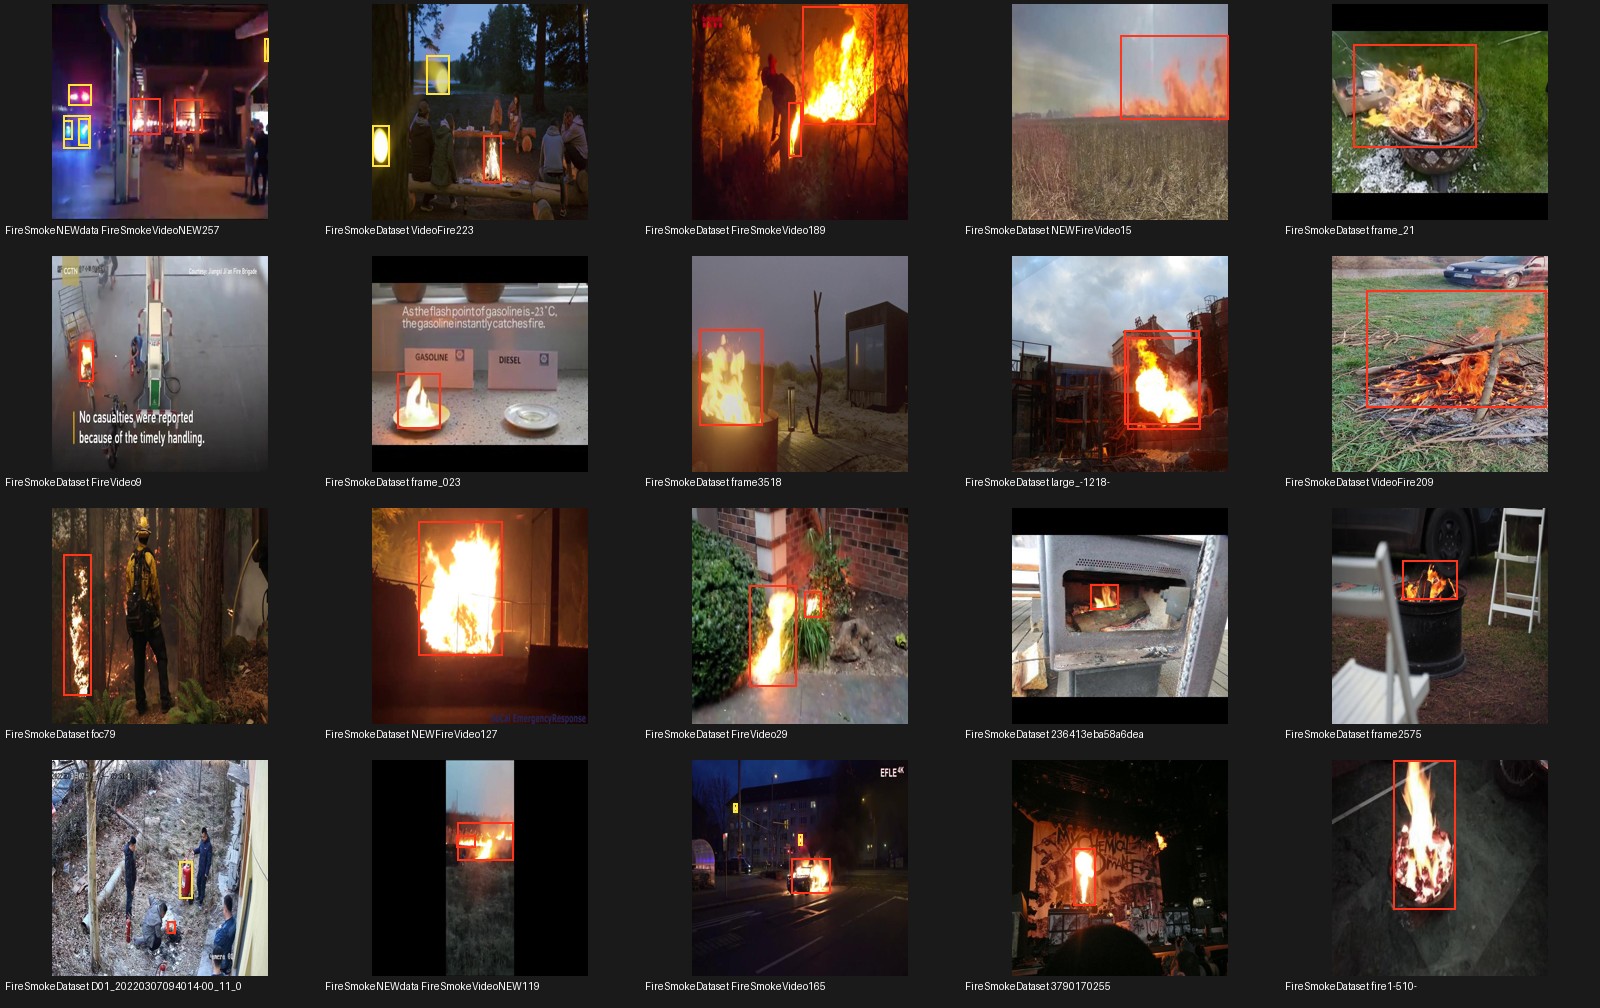 FireSmokeNEWdata FireSmokeVideoNEW257
FireSmokeDataset VideoFire223
FireSmokeDataset FireSmokeVideo189
FireSmokeDataset NEWFireVideo15
FireSmokeDataset frame_21
CGTN
No casualties were reported
because of the timely handling.
As the flash point of gasoline is -23°C,
the gasoline instantly catches fire.
GASOLINE
DIESEL
FireSmokeDataset FireVideo9
FireSmokeDataset frame_023
FireSmokeDataset frame3518
FireSmokeDataset large_-1218-
FireSmokeDataset VideoFire209
FireSmokeDataset foc79
FireSmokeDataset NEWFireVideo127
FireSmokeDataset FireVideo29
FireSmokeDataset 236413eba58a6dea
FireSmokeDataset frame2575
EFLE 4K
FireSmokeDataset D01_20220307094014-00_11_0
FireSmokeNEWdata FireSmokeVideoNEW119
FireSmokeDataset FireSmokeVideo165
FireSmokeDataset 3790170255
FireSmokeDataset fire1-510-